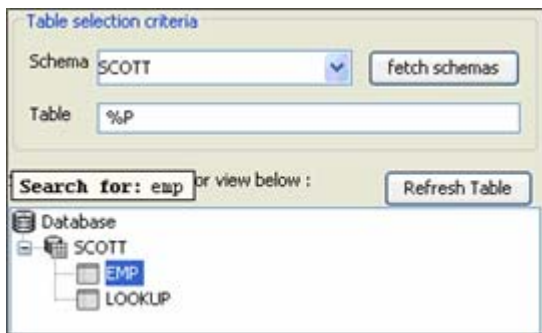 Table selection criteria
Schema SCOTT fetch schemas
Table %P
Search for: emp or view below :
Refresh Table
Database
SCOTT
EMP
LOOKUP